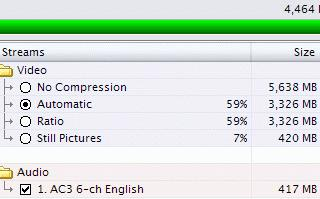 4,464
Streams Size
Video
No Compression 5,638 MB
Automatic 59% 3,326 MB
Ratio 59% 3,326 MB
Still Pictures 7% 420 MB
Audio
1. AC3 6-ch English 417 MB